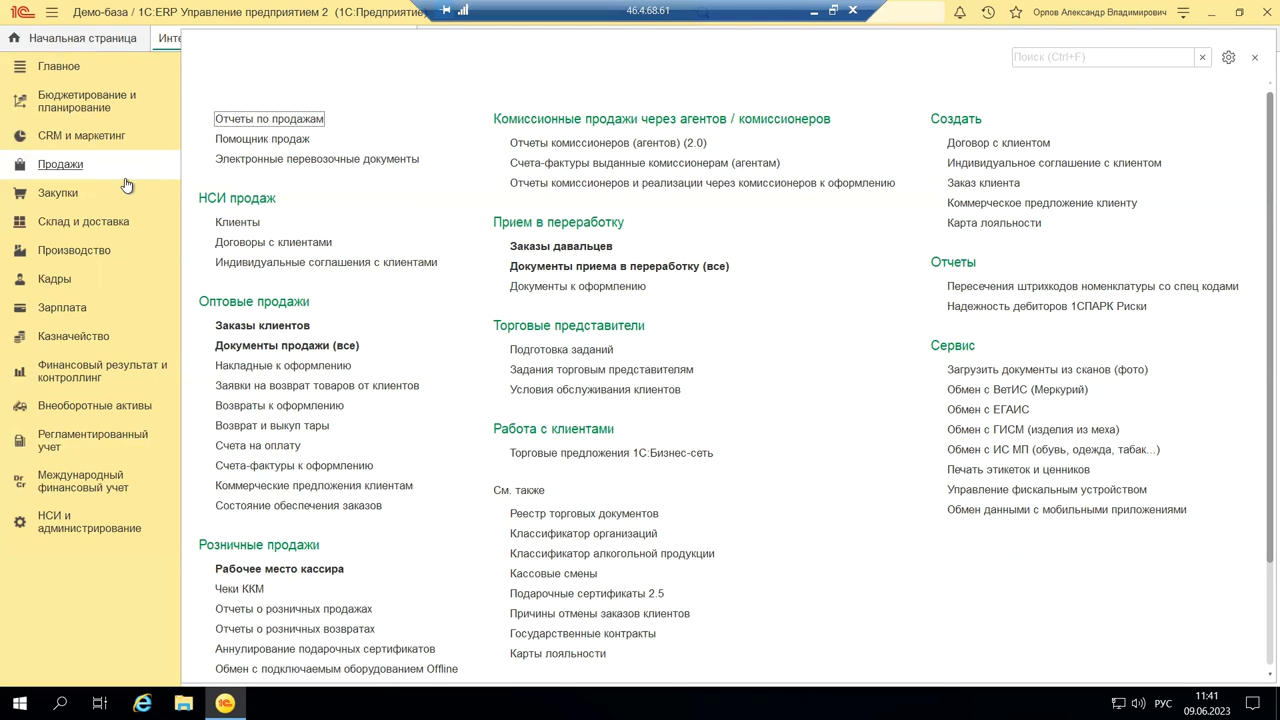 Демо-база / 1С:ERP Управление предприятием 2 (1С:Предприятие)
46.4.68.61
Орлов Александр Владимирович
Начальная страница
Инте
Поиск (Ctrl+F)
Главное
Бюджетирование и
планирование
CRM и маркетинг
Продажи
Закупки
Склад и доставка
Производство
Кадры
Зарплата
Казначейство
Финансовый результат и
контроллинг
Внеоборотные активы
Регламентированный
учет
Международный
финансовый учет
НСИ и
администрирование
Отчеты по продажам
Помощник продаж
Электронные перевозочные документы
НСИ продаж
Клиенты
Договоры с клиентами
Индивидуальные соглашения с клиентами
Оптовые продажи
Заказы клиентов
Документы продажи (все)
Накладные к оформлению
Заявки на возврат товаров от клиентов
Возвраты к оформлению
Возврат и выкуп тары
Счета на оплату
Счета-фактуры к оформлению
Коммерческие предложения клиентам
Состояние обеспечения заказов
Розничные продажи
Рабочее место кассира
Чеки ККМ
Отчеты о розничных продажах
Отчеты о розничных возвратах
Аннулирование подарочных сертификатов
Обмен с подключаемым оборудованием Offline
Комиссионные продажи через агентов / комиссионеров
Отчеты комиссионеров (агентов) (2.0)
Счета-фактуры выданные комиссионерам (агентам)
Отчеты комиссионеров и реализации через комиссионеров к оформлению
Прием в переработку
Заказы давальцев
Документы приема в переработку (все)
Документы к оформлению
Торговые представители
Подготовка заданий
Задания торговым представителям
Условия обслуживания клиентов
Работа с клиентами
Торговые предложения 1С:Бизнес-сеть
См. также
Реестр торговых документов
Классификатор организаций
Классификатор алкогольной продукции
Кассовые смены
Подарочные сертификаты 2.5
Причины отмены заказов клиентов
Государственные контракты
Карты лояльности
Создать
Договор с клиентом
Индивидуальное соглашение с клиентом
Заказ клиента
Коммерческое предложение клиенту
Карта лояльности
Отчеты
Пересечения штрихкодов номенклатуры со спец кодами
Надежность дебиторов 1СПАРК Риски
Сервис
Загрузить документы из сканов (фото)
Обмен с ВетИС (Меркурий)
Обмен с ЕГАИС
Обмен с ГИСМ (изделия из меха)
Обмен с ИС МП (обувь, одежда, табак...)
Печать этикеток и ценников
Управление фискальным устройством
Обмен данными с мобильными приложениями
РУС
11:41
09.06.2023